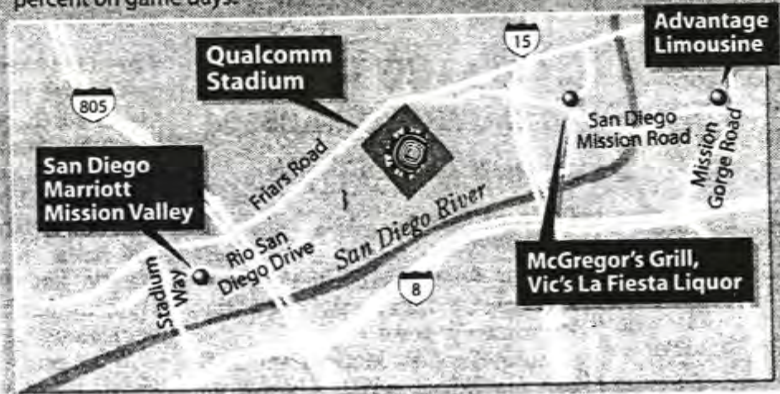 percent on game days.
Advantage
Limousine
15
Qualcomm
Stadium
805
San Diego
Mission Road
Mission
Gorge Road
Friars Road
San Diego
Marriott
Mission Valley
San Diego River
Rio San
Diego Drive
McGregor's Grill,
Vic's La Fiesta Liquor
Stadium
Way
8